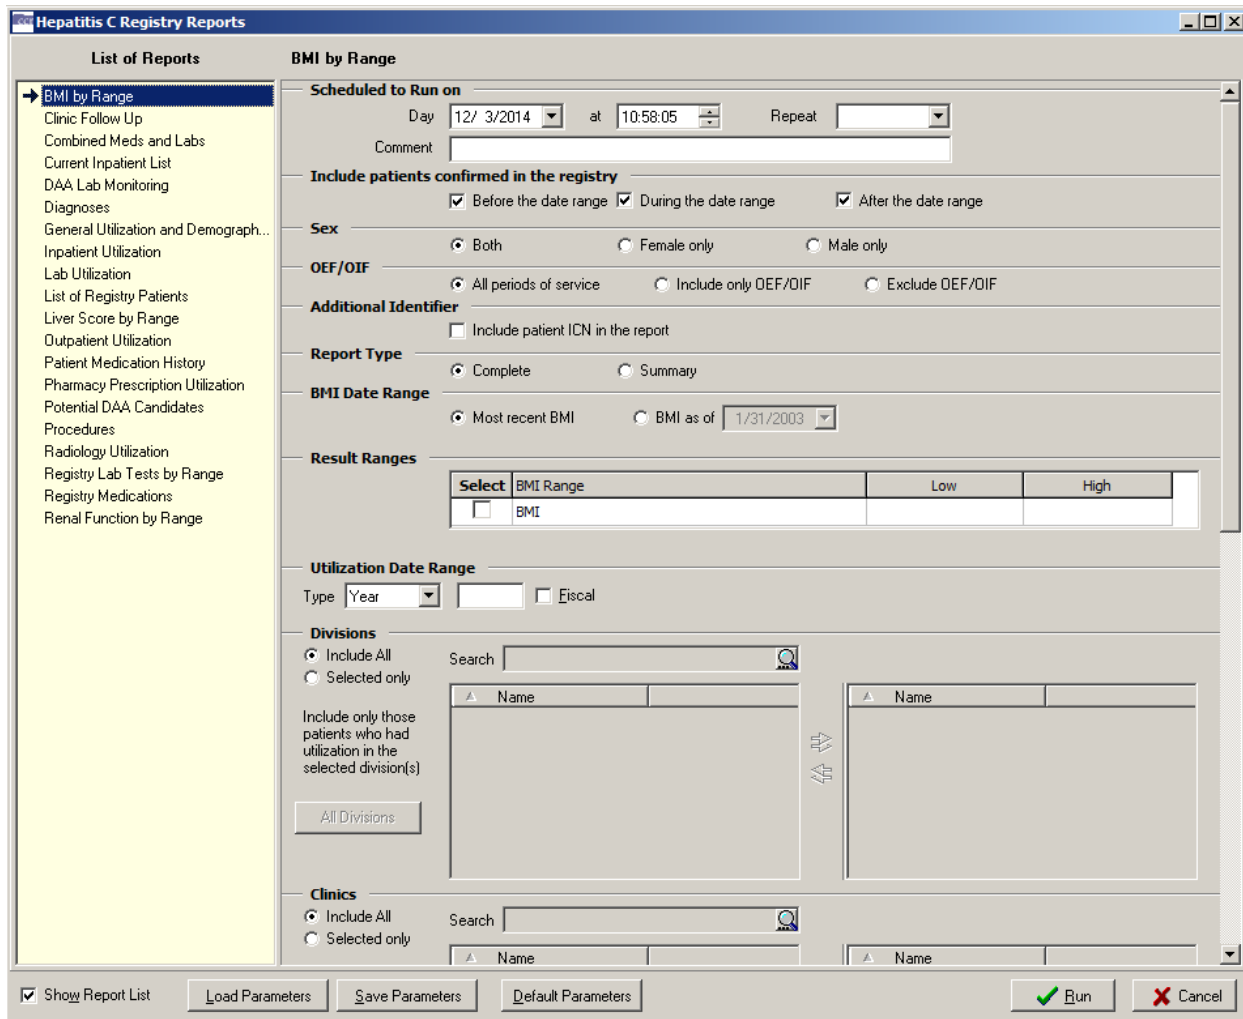 Hepatitis C Registry Reports
List of Reports
BMI by Range
BMI by Range
Clinic Follow Up
Combined Meds and Labs
Current Inpatient List
DAA Lab Monitoring
Diagnoses
General Utilization and Demograph...
Inpatient Utilization
Lab Utilization
List of Registry Patients
Liver Score by Range
Outpatient Utilization
Patient Medication History
Pharmacy Prescription Utilization
Potential DAA Candidates
Procedures
Radiology Utilization
Registry Lab Tests by Range
Registry Medications
Renal Function by Range
Scheduled to Run on
Day 12/ 3/2014 at 10:58:05 Repeat
Comment
Include patients confirmed in the registry
Before the date range During the date range After the date range
Sex
Both Female only Male only
OEF/OIF
All periods of service Include only OEF/OIF Exclude OEF/OIF
Additional Identifier
Include patient ICN in the report
Report Type
Complete Summary
BMI Date Range
Most recent BMI BMI as of 1/31/2003
Result Ranges
Select BMI Range Low High
BMI
Utilization Date Range
Type Year Fiscal
Divisions
Include All Search
Selected only
Name Name
Include only those
patients who had
utilization in the
selected division(s)
All Divisions
Clinics
Include All Search
Selected only
Name Name
Show Report List Load Parameters Save Parameters Default Parameters Run Cancel